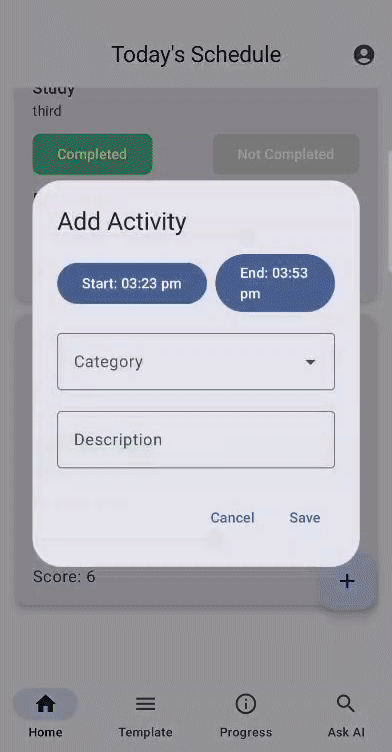 Today's Schedule
Study
third
Completed
Not Completed
Add Activity
Start: 03:23 pm
End: 03:53
pm
Category
Description
Cancel
Save
Score: 6
+
Home
Template
Progress
Ask AI